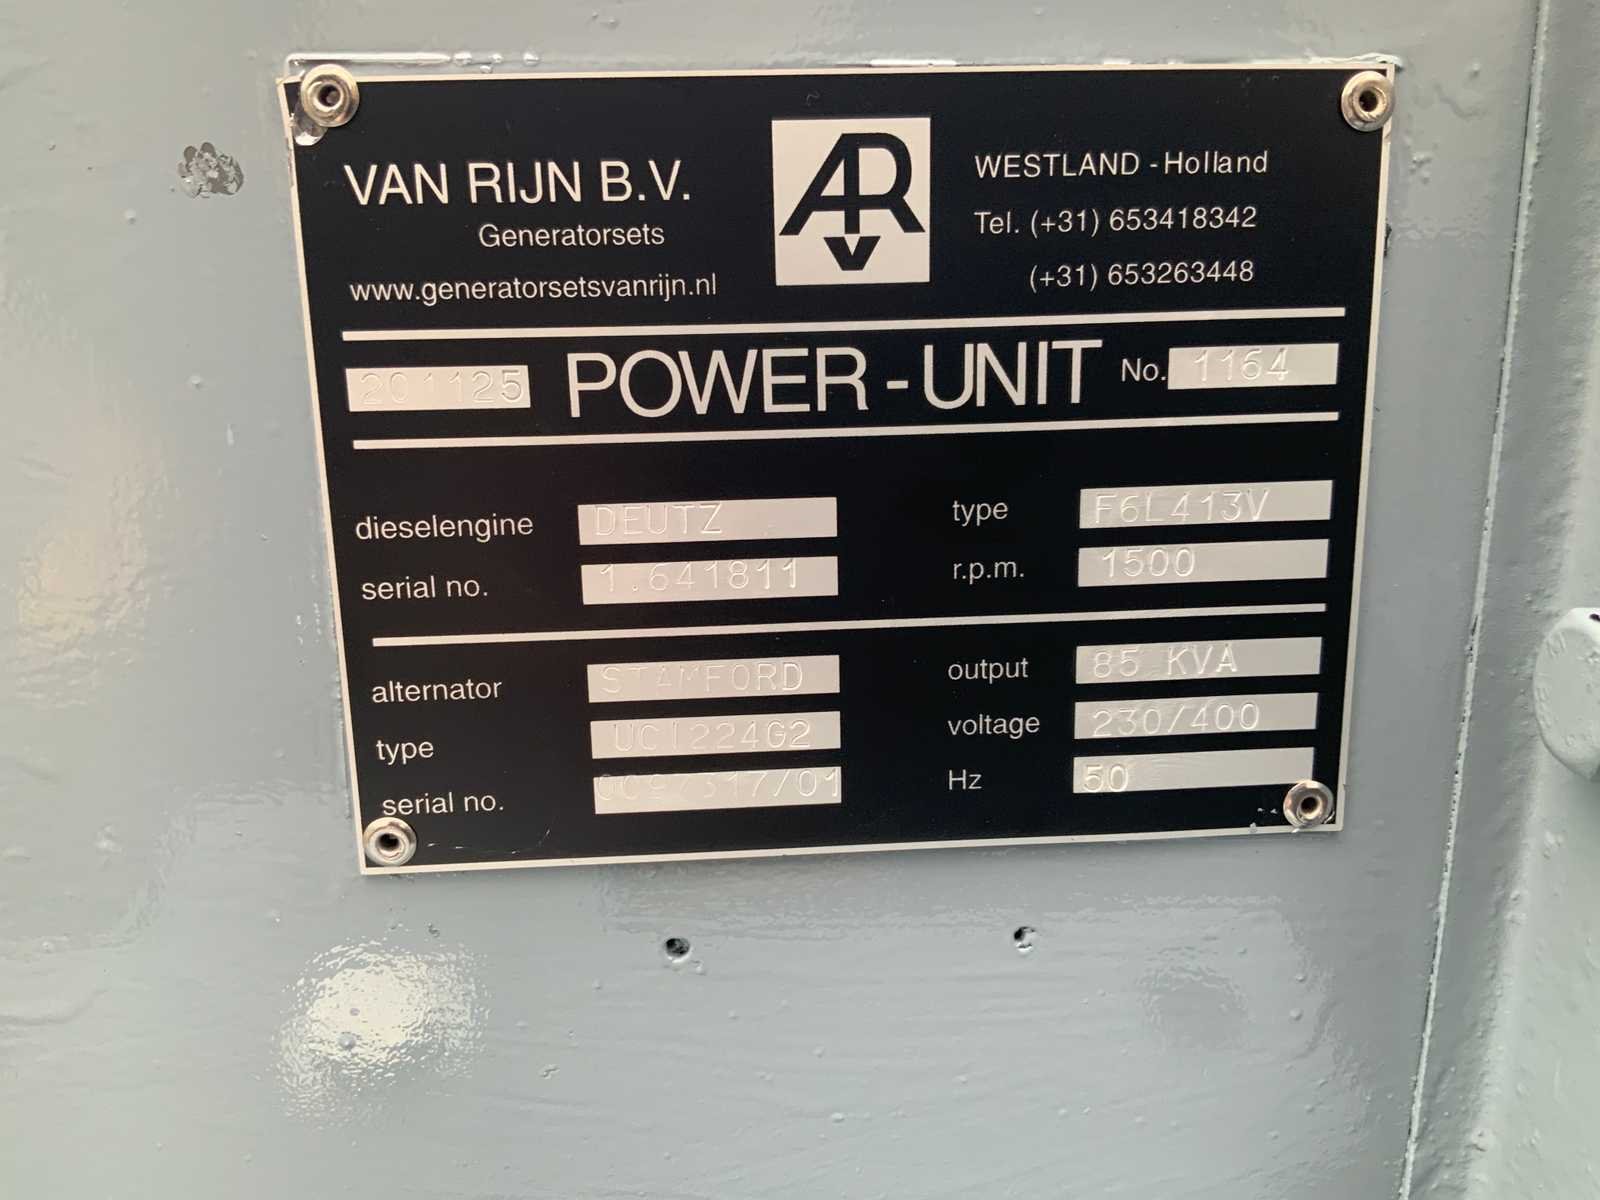 VAN RIJN B.V.
Generatorsets
www.generatorsetsvanrijn.nl
ARV
WESTLAND - Holland
Tel. (+31) 653418342
(+31) 653263448
201125 POWER-UNIT No. 1164
dieselengine DEUTZ type F6L413V
serial no. 1.641811 r.p.m. 1500
alternator STAMFORD output 85 KVA
type UCI224G2 voltage 230/400
serial no. Hz 50